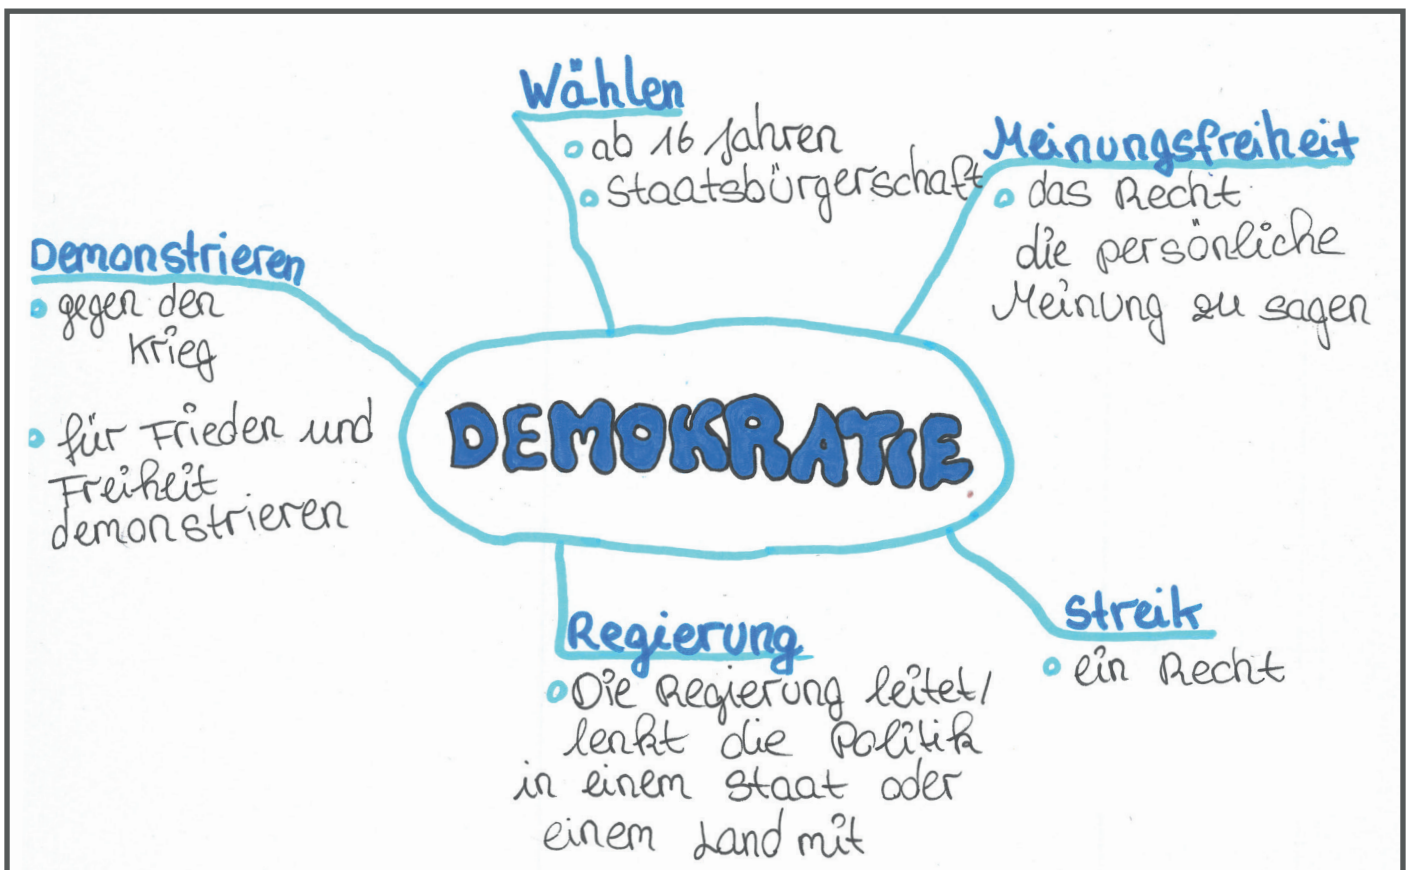 Wählen
ab 16 Jahren
Staatsbürgerschaft
Meinungsfreiheit
das Recht
die persönliche
Meinung zu sagen
Demonstrieren
gegen den
Krieg
für Frieden und
Freiheit
demonstrieren
DEMOKRATIE
Streik
ein Recht
Regierung
Die Regierung leitet/
lenkt die Politik
in einem Staat oder
einem Land mit